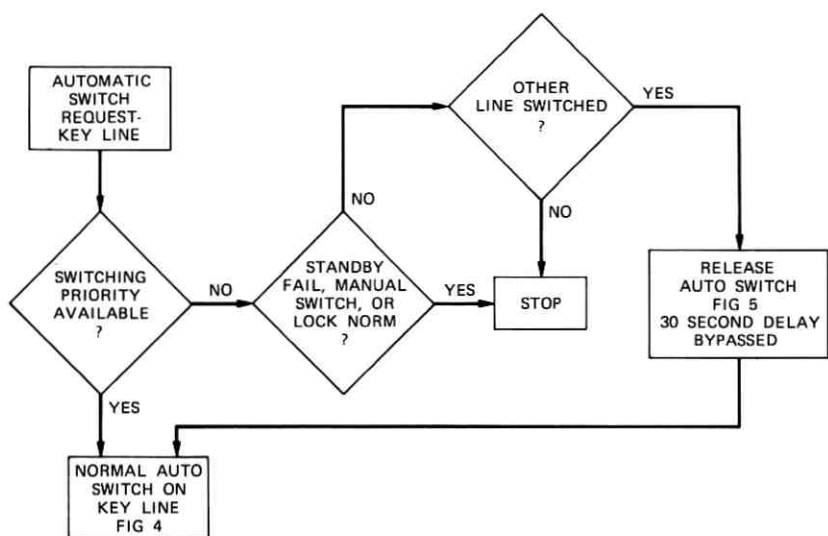 AUTOMATIC
SWITCH
REQUEST-
KEY LINE
SWITCHING
PRIORITY
AVAILABLE
?
NO
YES
STANDBY
FAIL, MANUAL
SWITCH, OR
LOCK NORM
?
NO
YES
OTHER
LINE SWITCHED
?
YES
NO
STOP
RELEASE
AUTO SWITCH
FIG 5
30 SECOND DELAY
BYPASSED
NORMAL AUTO
SWITCH ON
KEY LINE
FIG 4